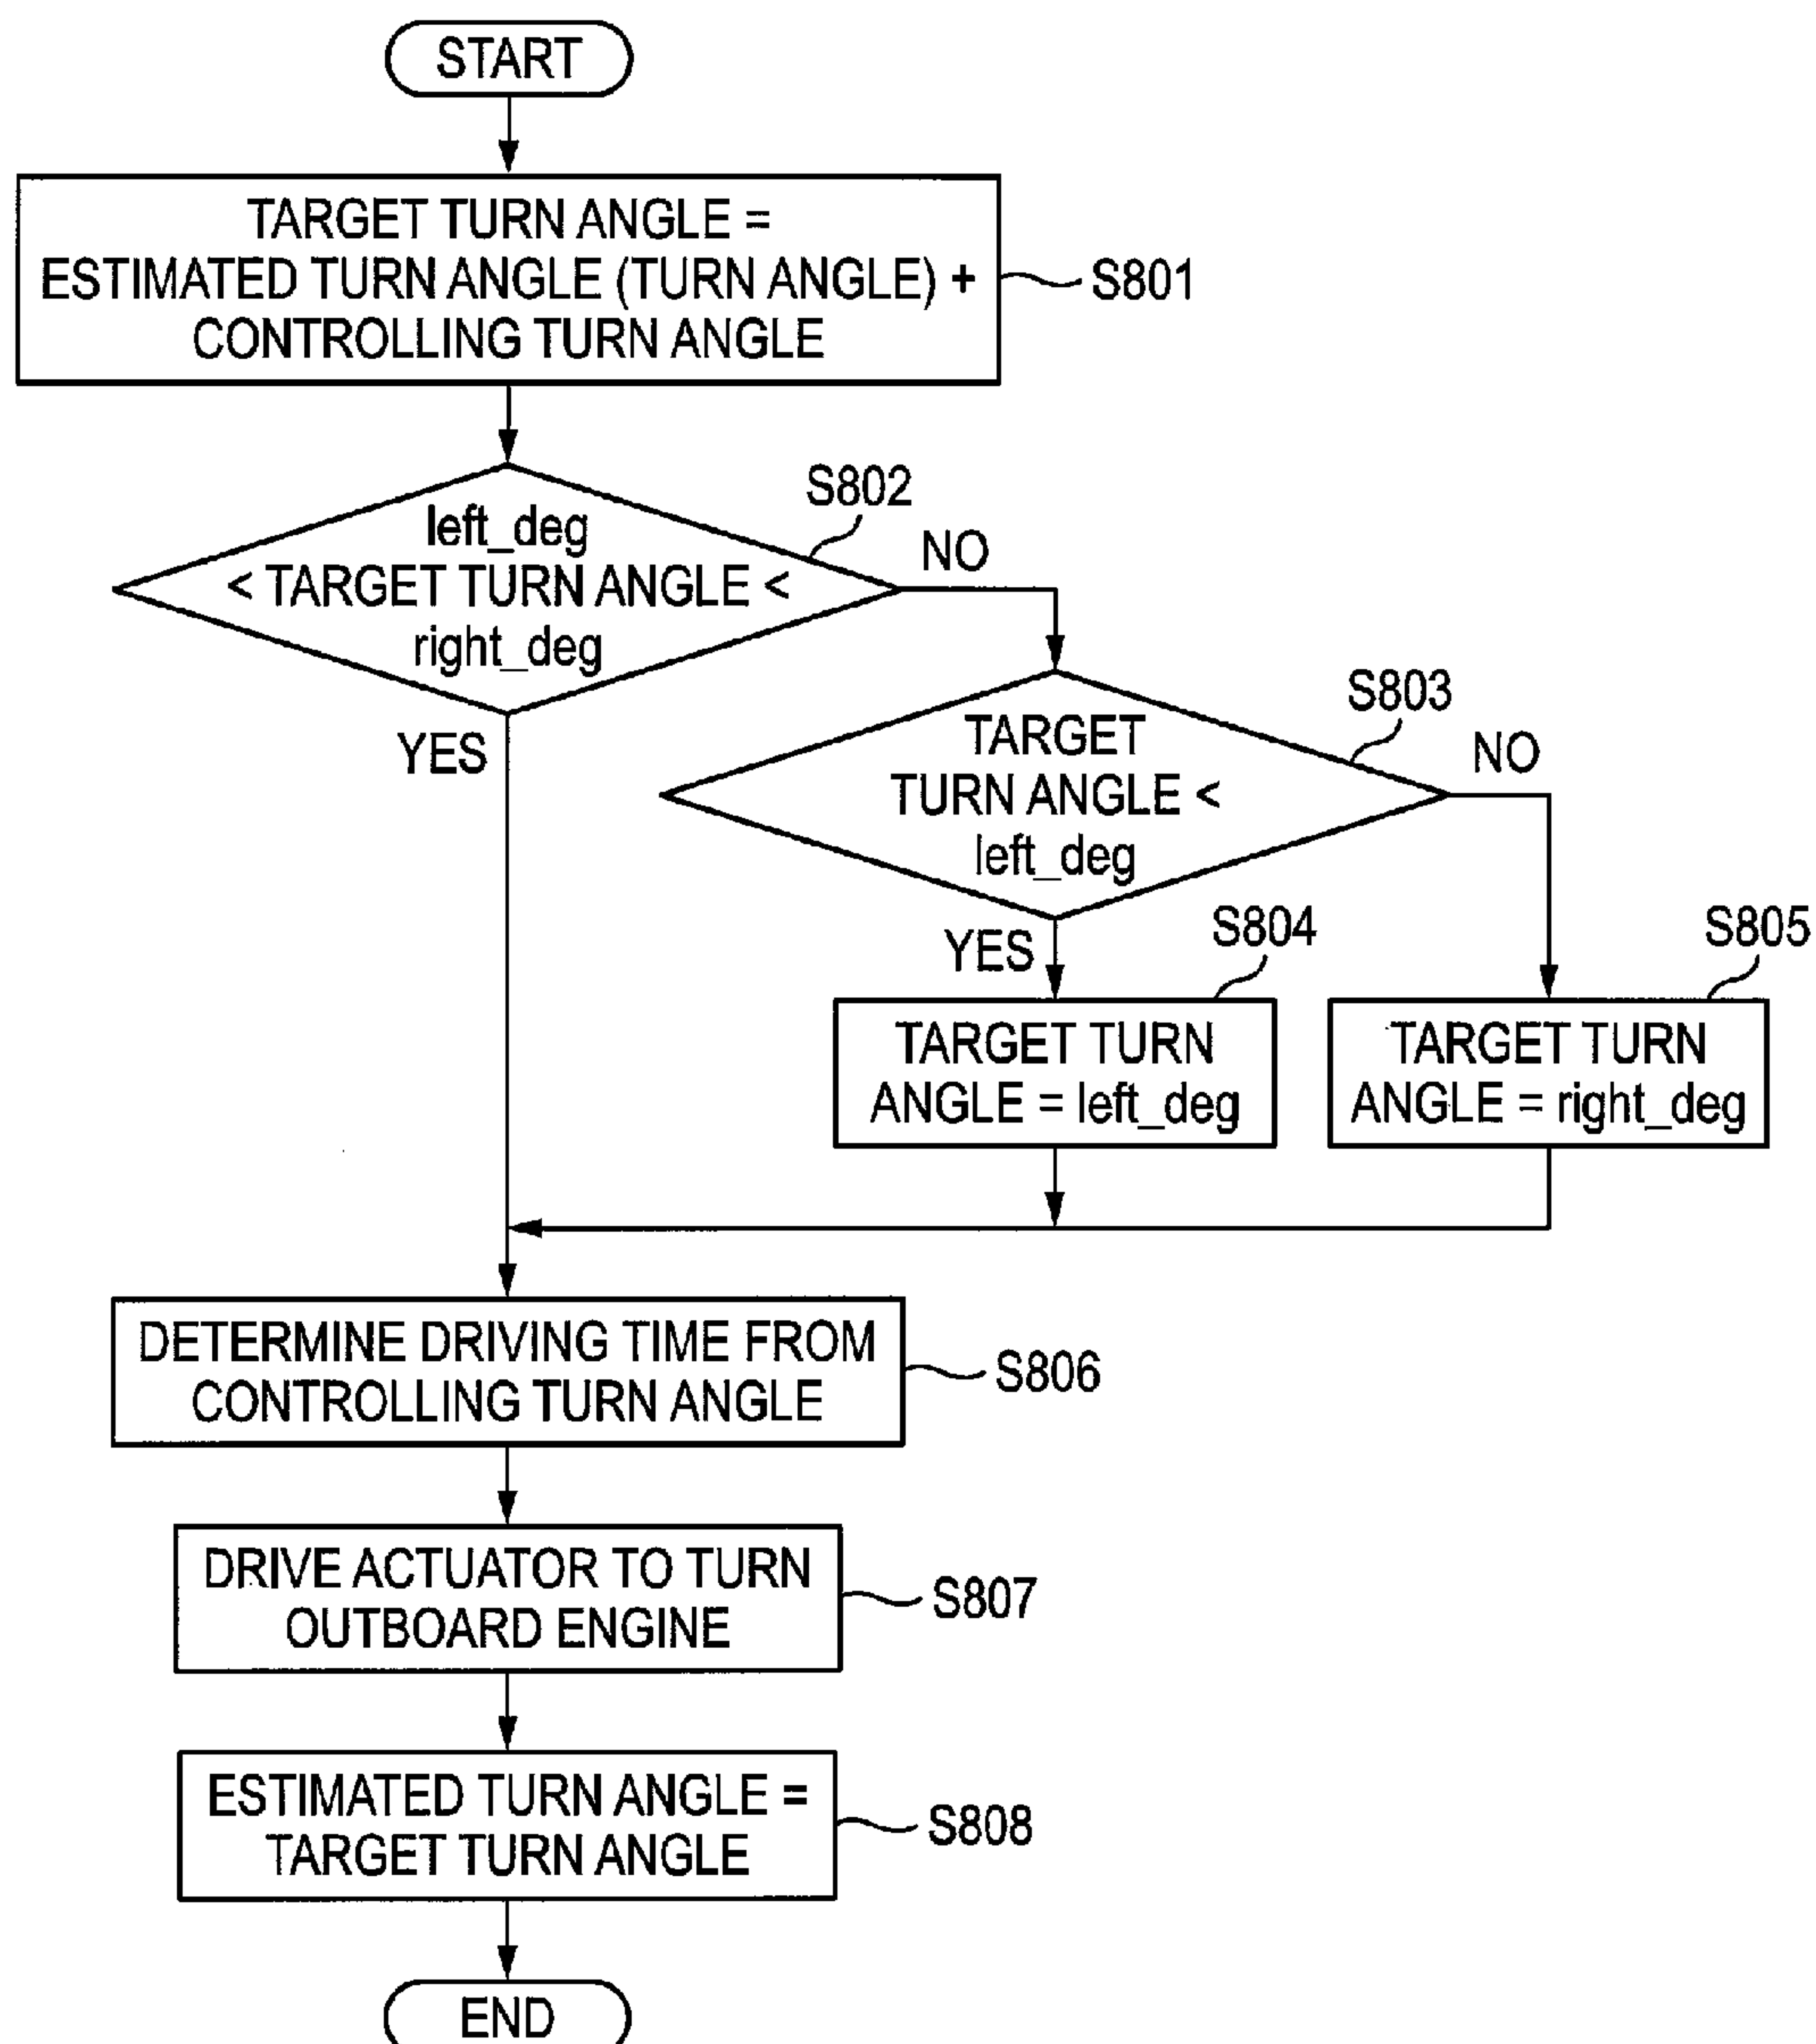 START
TARGET TURN ANGLE =
ESTIMATED TURN ANGLE (TURN ANGLE) +
CONTROLLING TURN ANGLE
S801
S802
left_deg
< TARGET TURN ANGLE <
right_deg
NO
YES
S803
TARGET
TURN ANGLE <
left_deg
NO
YES
S804
TARGET TURN
ANGLE = left_deg
S805
TARGET TURN
ANGLE = right_deg
DETERMINE DRIVING TIME FROM
CONTROLLING TURN ANGLE
S806
DRIVE ACTUATOR TO TURN
OUTBOARD ENGINE
S807
ESTIMATED TURN ANGLE =
TARGET TURN ANGLE
S808
END